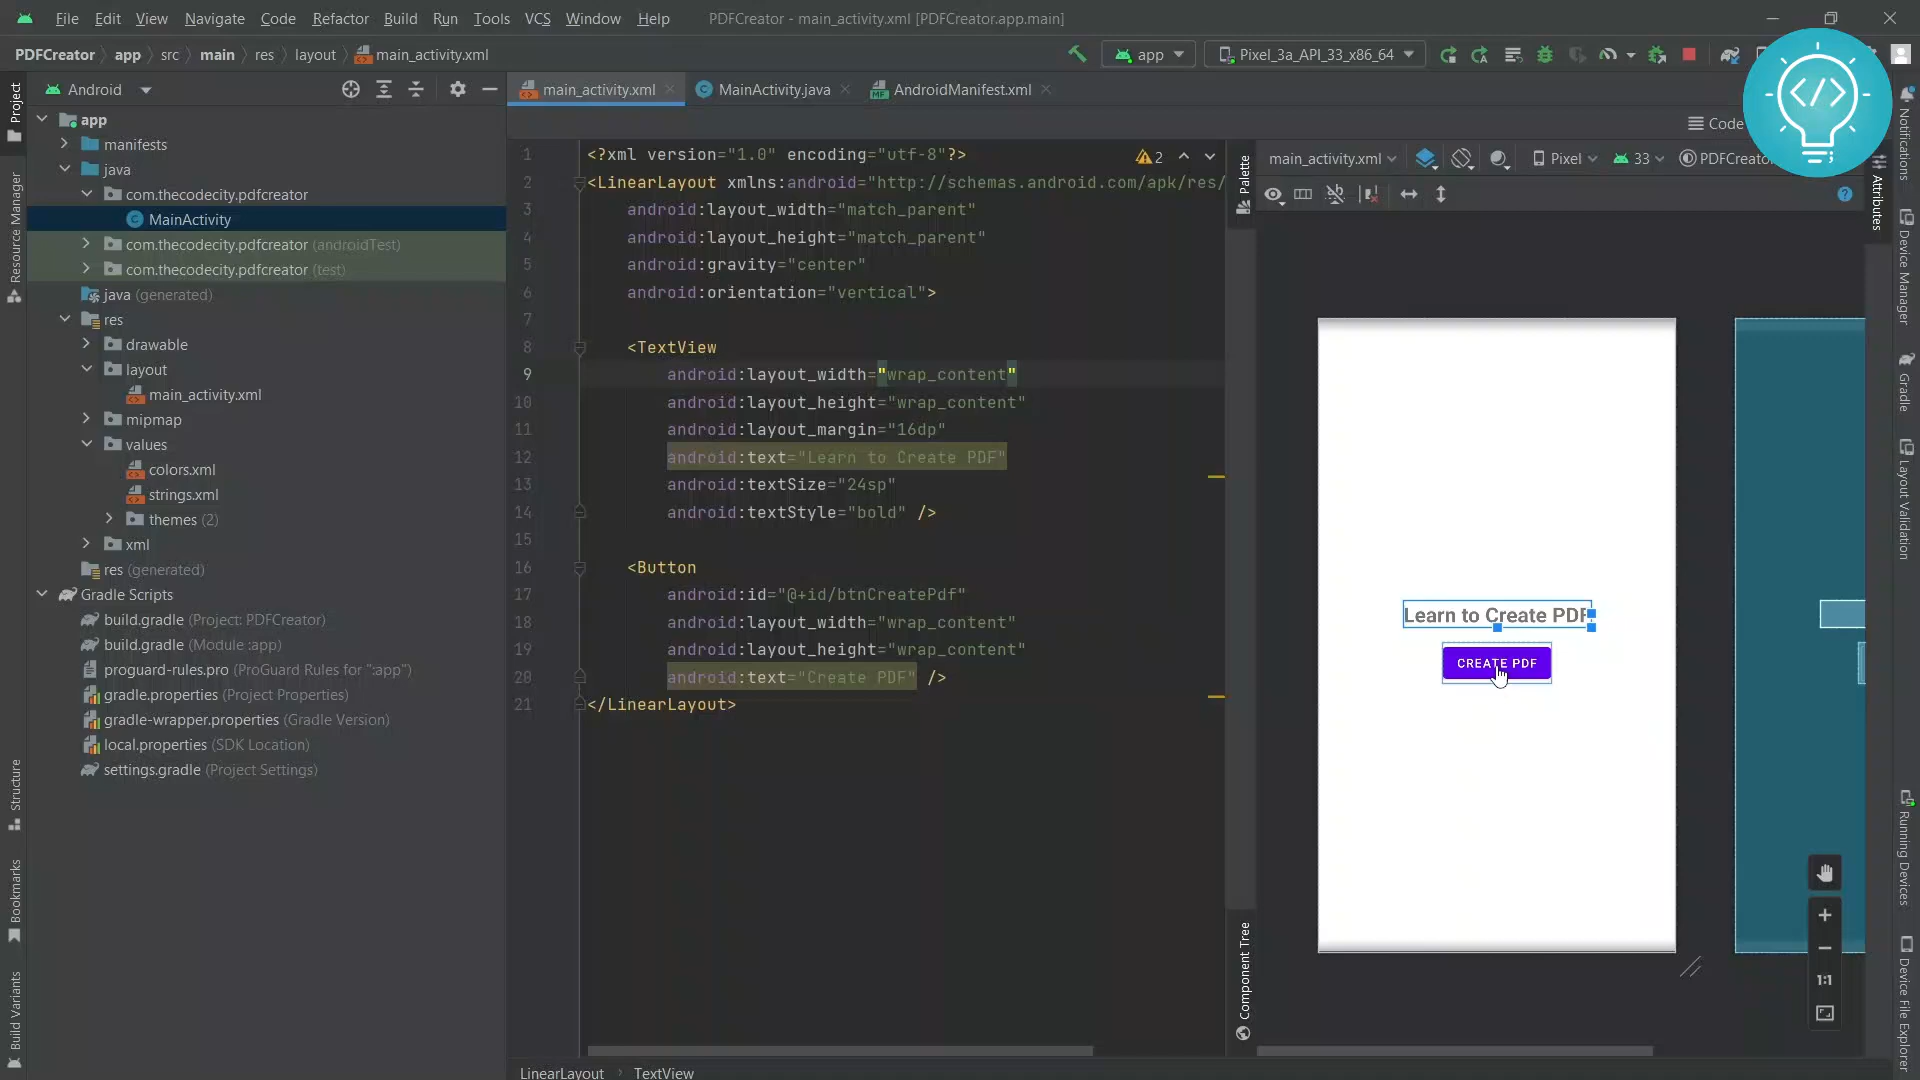 File Edit View Navigate Code Refactor Build Run Tools VCS Window Help PDFCreator - main_activity.xml [PDFCreator.app.main]
PDFCreator app src main res layout main_activity.xml app Pixel_3a_API_33_x86_64
Android
main_activity.xml MainActivity.java AndroidManifest.xml
Code
app
manifests
java
com.thecodecity.pdfcreator
MainActivity
com.thecodecity.pdfcreator (androidTest)
com.thecodecity.pdfcreator (test)
java (generated)
res
drawable
layout
main_activity.xml
mipmap
values
colors.xml
strings.xml
themes (2)
xml
res (generated)
Gradle Scripts
build.gradle (Project: PDFCreator)
build.gradle (Module :app)
proguard-rules.pro (ProGuard Rules for ":app")
gradle.properties (Project Properties)
gradle-wrapper.properties (Gradle Version)
local.properties (SDK Location)
settings.gradle (Project Settings)
Project
Resource Manager
Structure
Bookmarks
Build Variants
1 <?xml version="1.0" encoding="utf-8"?>
2 <LinearLayout xmlns:android="http://schemas.android.com/apk/res/
3 android:layout_width="match_parent"
4 android:layout_height="match_parent"
5 android:gravity="center"
6 android:orientation="vertical">
7
8 <TextView
9 android:layout_width="wrap_content"
10 android:layout_height="wrap_content"
11 android:layout_margin="16dp"
12 android:text="Learn to Create PDF"
13 android:textSize="24sp"
14 android:textStyle="bold" />
15
16 <Button
17 android:id="@+id/btnCreatePdf"
18 android:layout_width="wrap_content"
19 android:layout_height="wrap_content"
20 android:text="Create PDF" />
21 </LinearLayout>
2
LinearLayout TextView
Palette
Component Tree
main_activity.xml Pixel 33 PDFCreator
?
</>
Learn to Create PDF
CREATE PDF
1:1
Attributes
Notifications
Device Manager
Gradle
Layout Validation
Running Devices
Device File Explorer